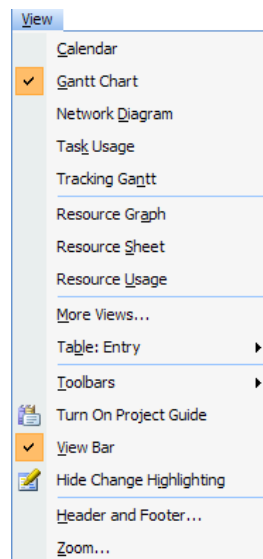 View
Calendar
Gantt Chart
Network Diagram
Task Usage
Tracking Gantt
Resource Graph
Resource Sheet
Resource Usage
More Views...
Table: Entry
Toolbars
Turn On Project Guide
View Bar
Hide Change Highlighting
Header and Footer...
Zoom...